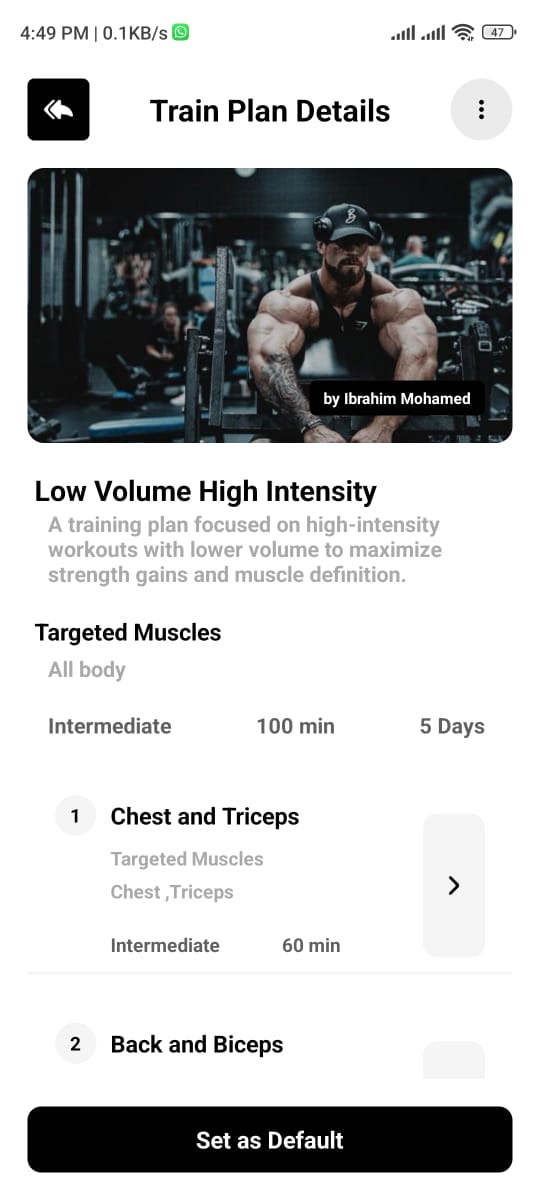 4:49 PM | 0.1KB/s
47
Train Plan Details
B
by Ibrahim Mohamed
Low Volume High Intensity
A training plan focused on high-intensity
workouts with lower volume to maximize
strength gains and muscle definition.
Targeted Muscles
All body
Intermediate 100 min 5 Days
1 Chest and Triceps
Targeted Muscles
Chest ,Triceps
Intermediate 60 min
2 Back and Biceps
Set as Default